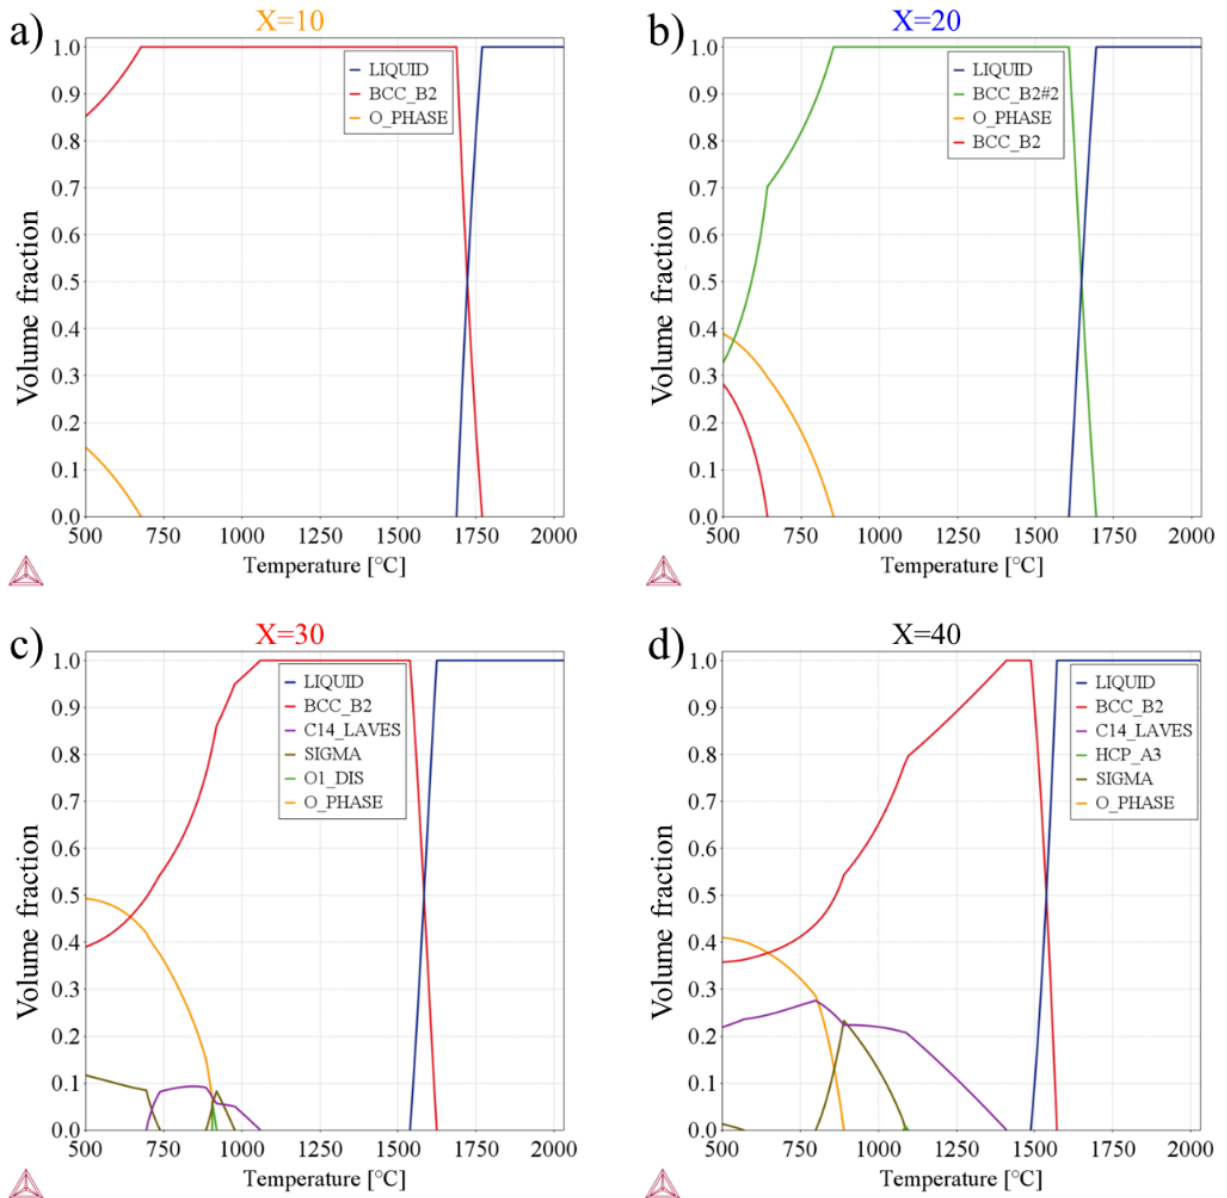 a)
X=10
1.0
0.9
0.8
0.7
0.6
0.5
0.4
0.3
0.2
0.1
0.0
Volume fraction
LIQUID
BCC_B2
O_PHASE
500 750 1000 1250 1500 1750 2000
Temperature [°C]
b)
X=20
1.0
0.9
0.8
0.7
0.6
0.5
0.4
0.3
0.2
0.1
0.0
Volume fraction
LIQUID
BCC_B2#2
O_PHASE
BCC_B2
500 750 1000 1250 1500 1750 2000
Temperature [°C]
c)
X=30
1.0
0.9
0.8
0.7
0.6
0.5
0.4
0.3
0.2
0.1
0.0
Volume fraction
LIQUID
BCC_B2
C14_LAVES
SIGMA
O1_DIS
O_PHASE
500 750 1000 1250 1500 1750 2000
Temperature [°C]
d)
X=40
1.0
0.9
0.8
0.7
0.6
0.5
0.4
0.3
0.2
0.1
0.0
Volume fraction
LIQUID
BCC_B2
C14_LAVES
HCP_A3
SIGMA
O_PHASE
500 750 1000 1250 1500 1750 2000
Temperature [°C]